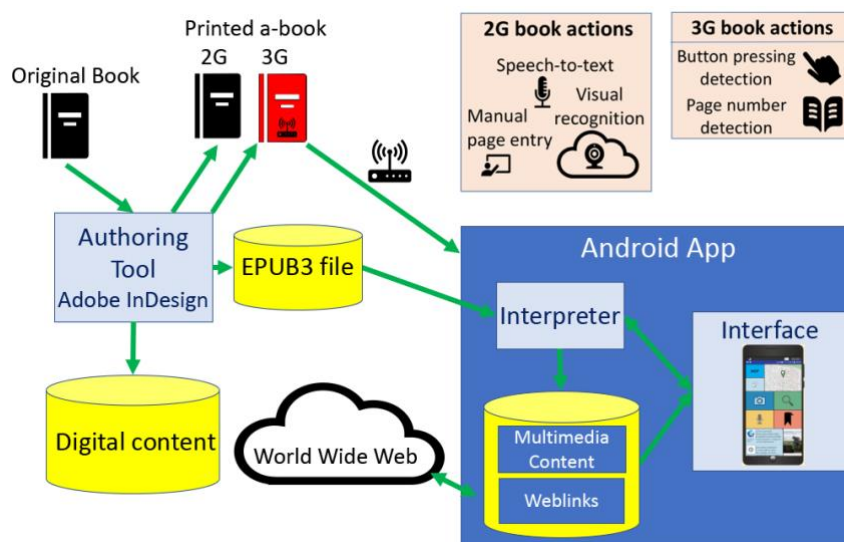 Printed a-book
2G 3G
Original Book
2G book actions
Speech-to-text
Visual
recognition
Manual
page entry
3G book actions
Button pressing
detection
Page number
detection
Authoring
Tool
Adobe InDesign
EPUB3 file
Digital content
World Wide Web
Android App
Interpreter
Interface
Multimedia
Content
Weblinks